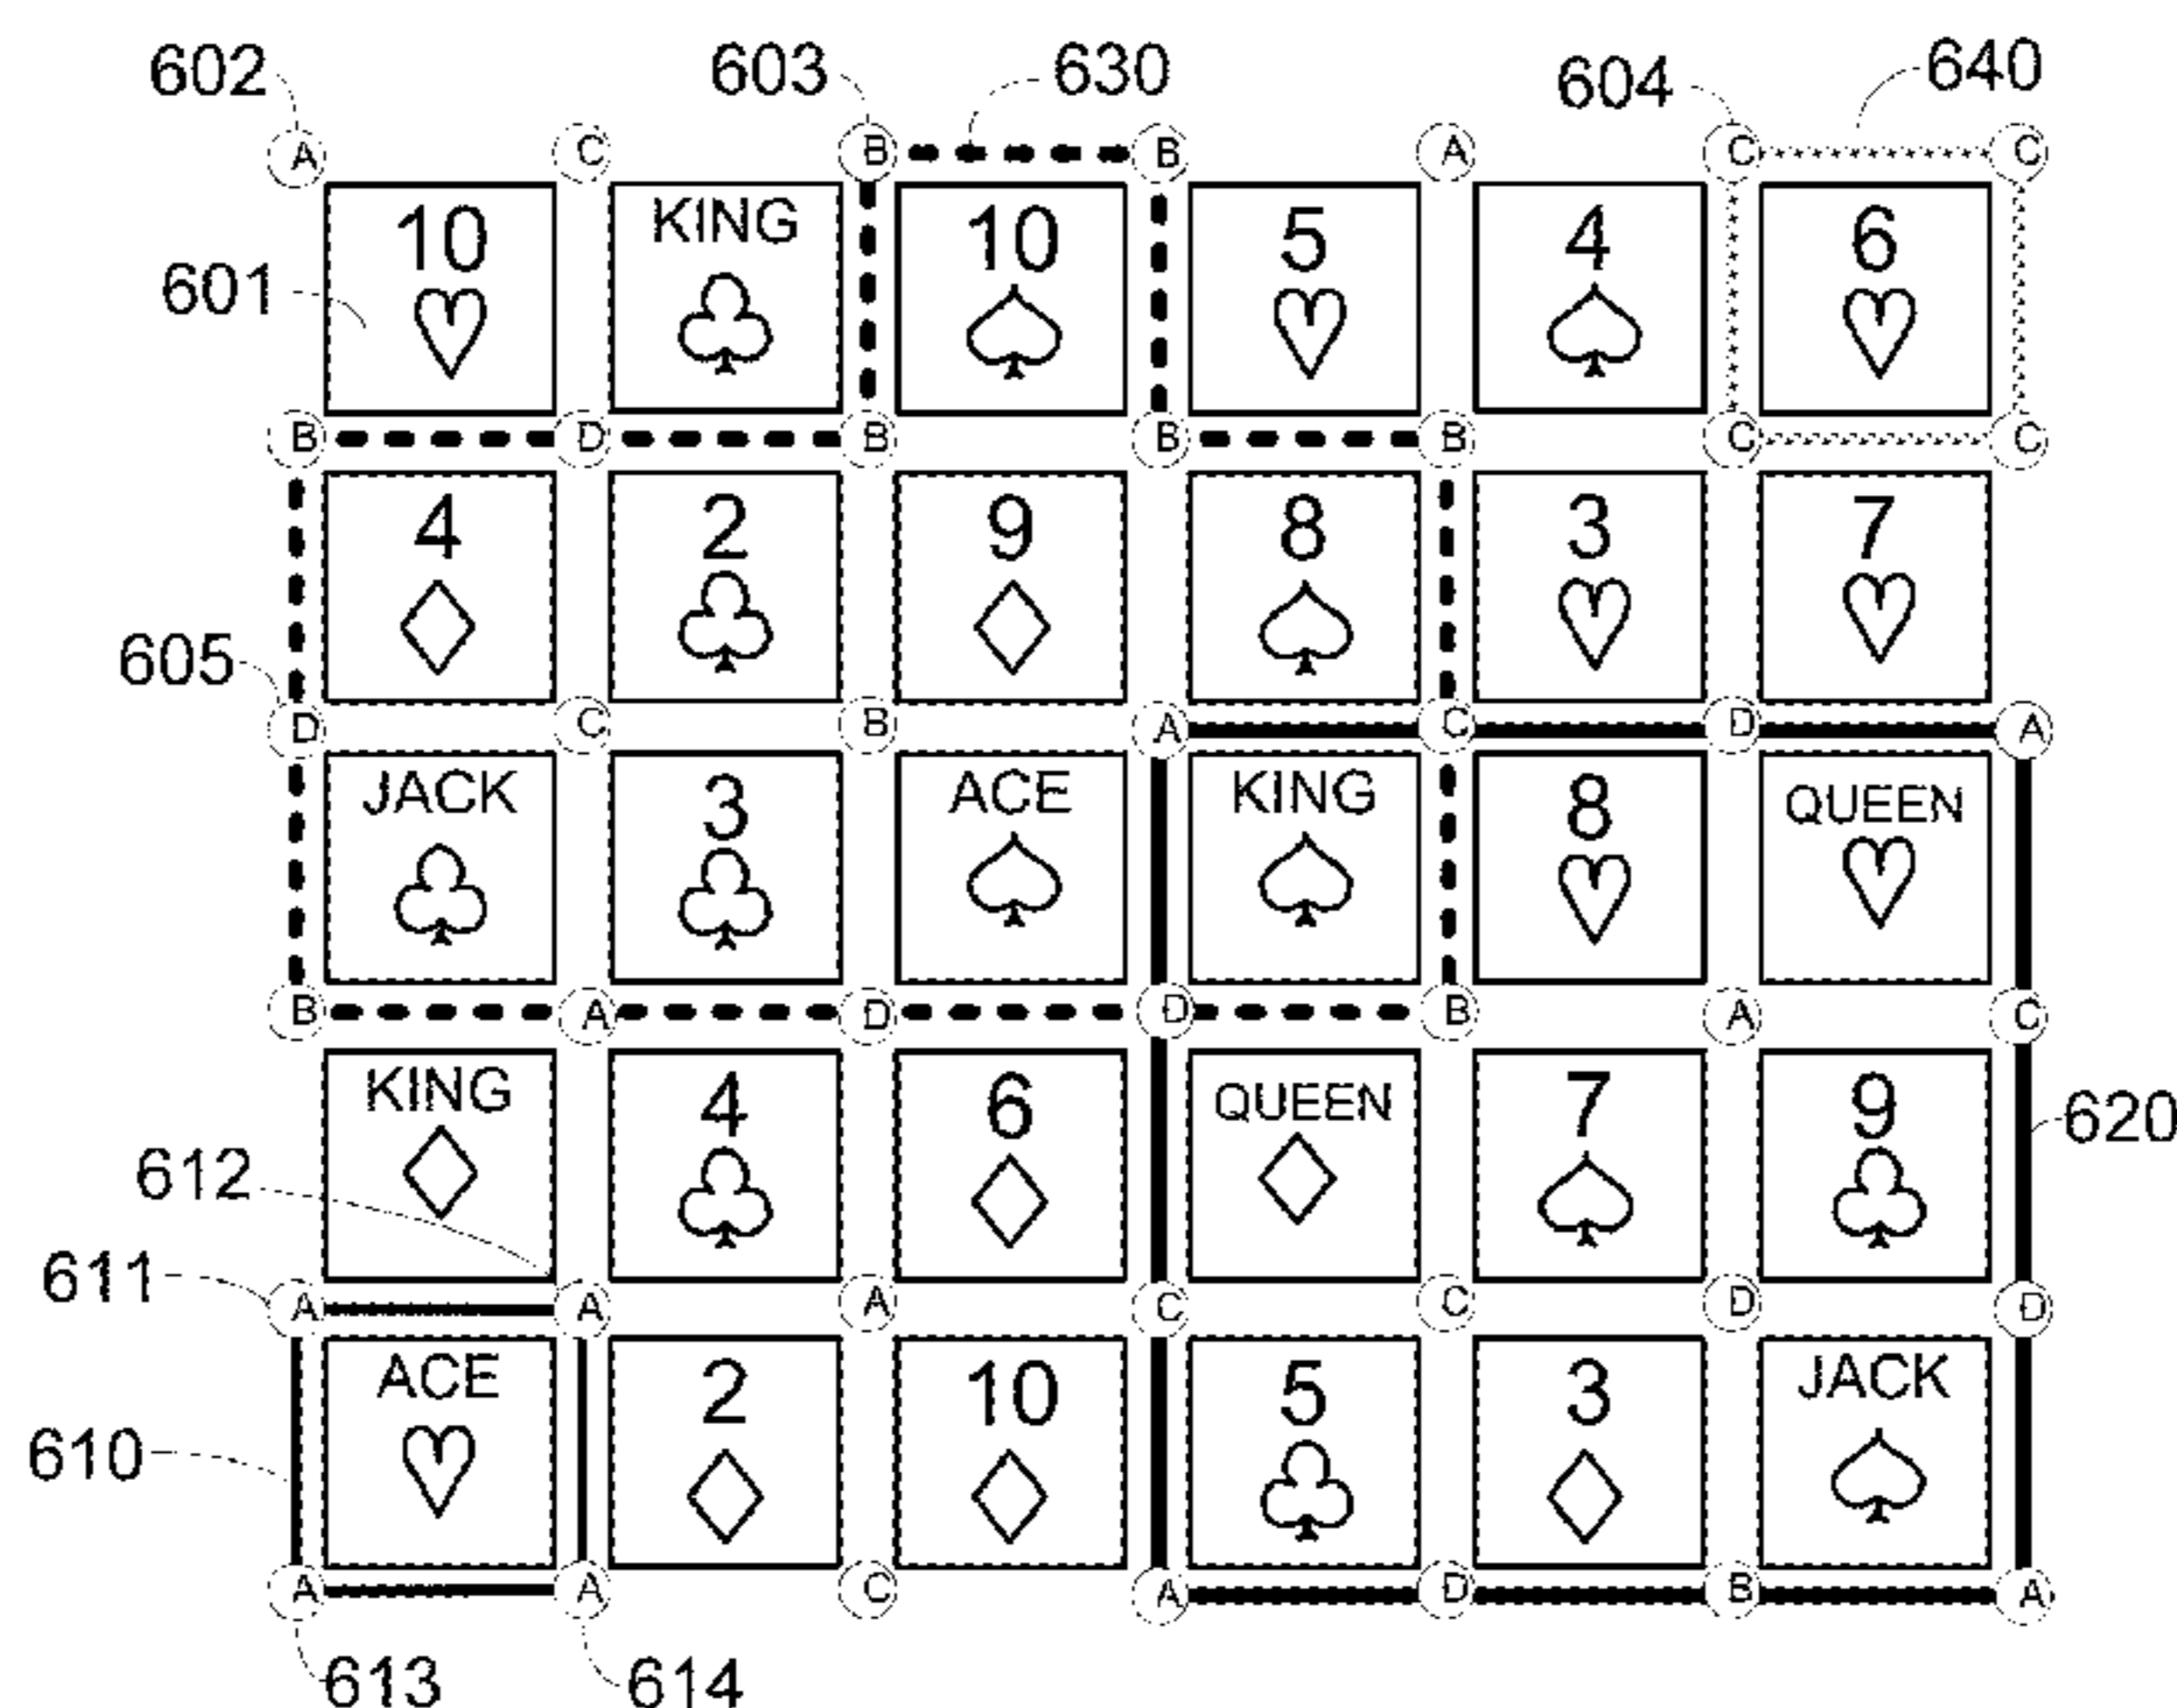 602 603 630 604 640
A C B B A C C
10 KING 10 5 4 6
601
B D B B B C C
4 2 9 8 3 7
605
D C B A C D A
JACK 3 ACE KING 8 QUEEN
B A D D B A C
KING 4 6 QUEEN 7 9
620
612
611
A A A C C D D
ACE 2 10 5 3 JACK
610
A A C A D B A
613 614